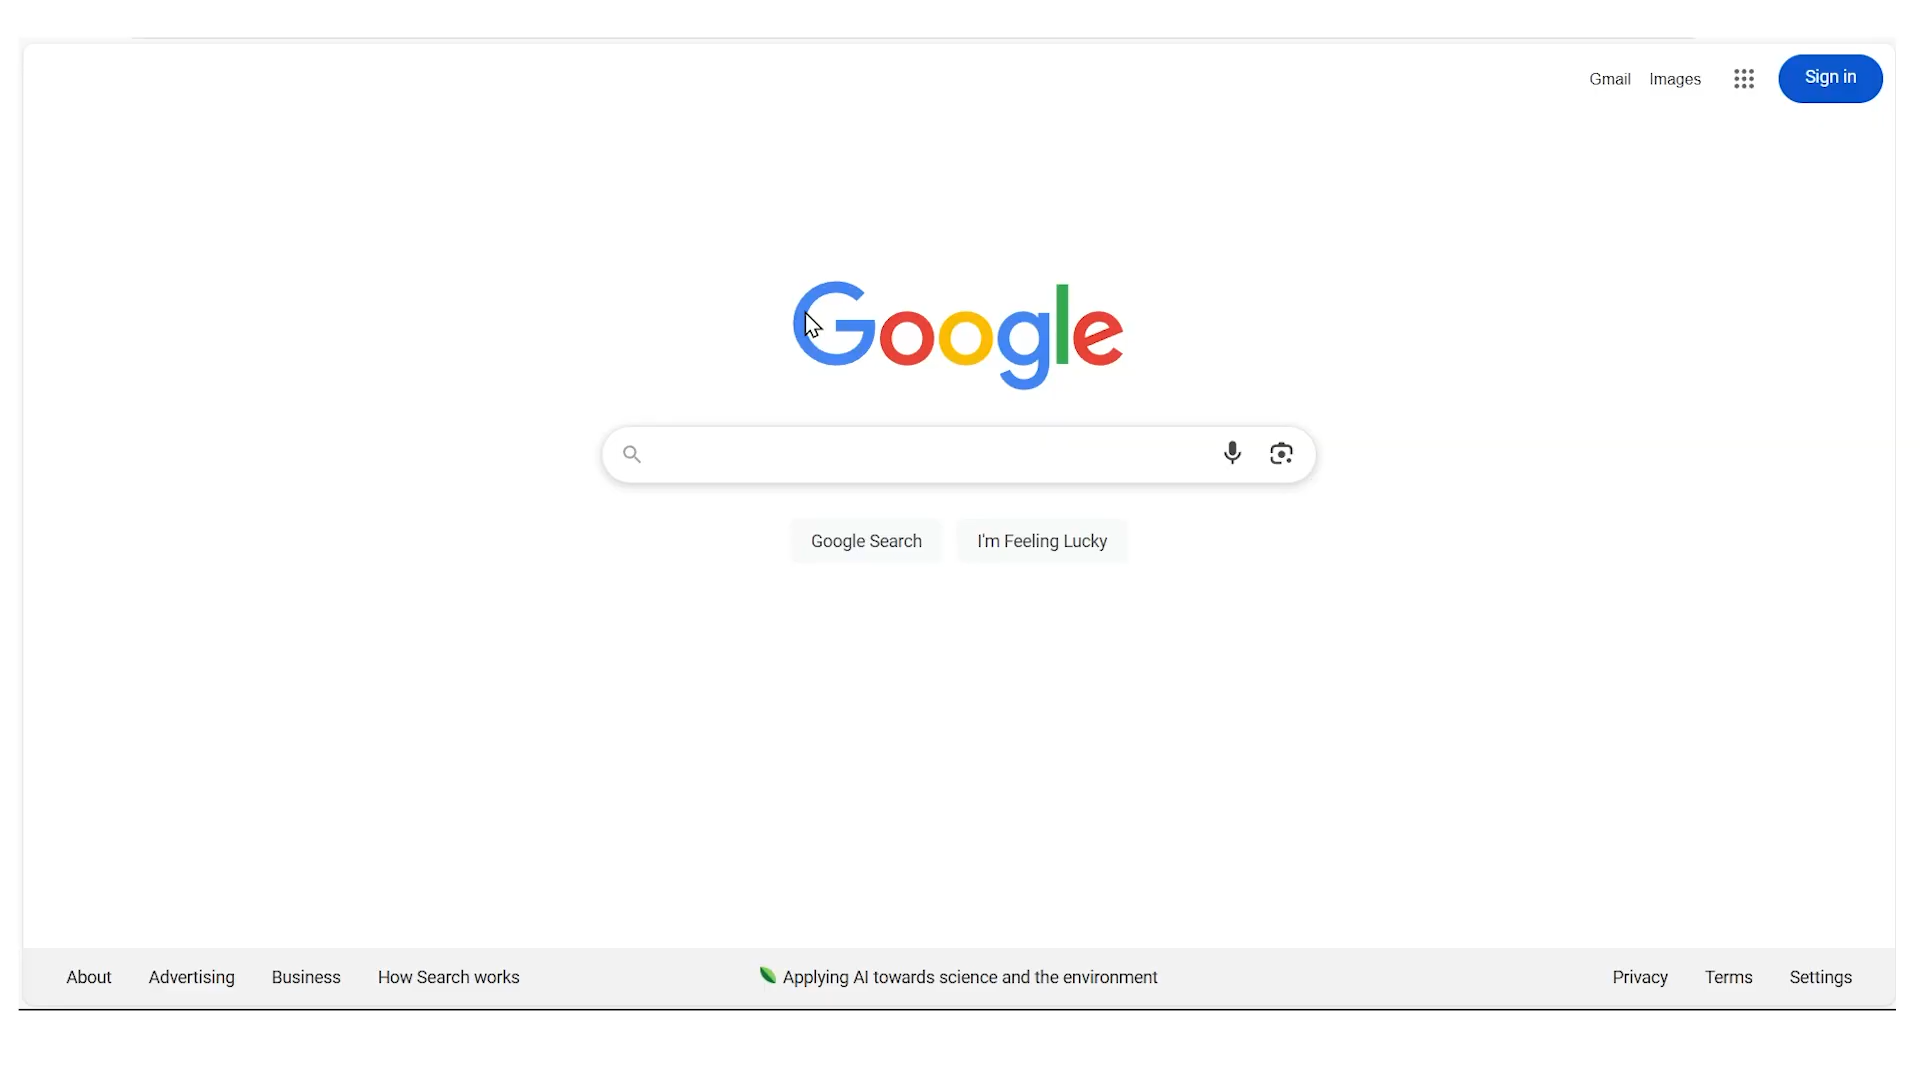 Gmail Images Sign in
Google
Google Search I'm Feeling Lucky
About Advertising Business How Search works Applying AI towards science and the environment Privacy Terms Settings